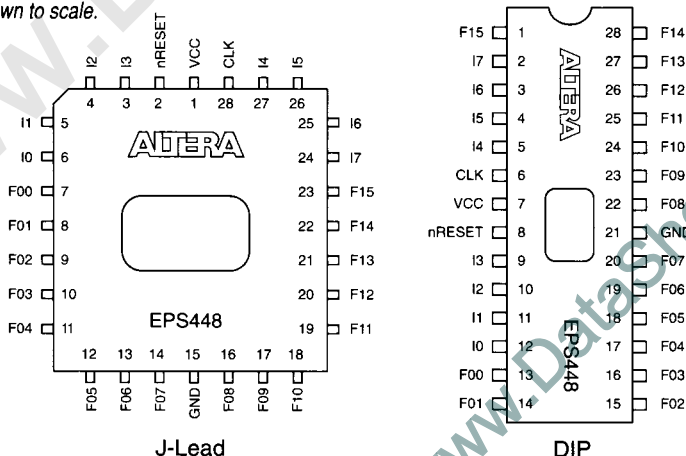 wn to scale.
I2 I3 nRESET VCC CLK I4 I5
4 3 2 1 28 27 26
I1 5 25 I6
I0 6 ALTERA 24 I7
F00 7 23 F15
F01 8 22 F14
F02 9 21 F13
F03 10 20 F12
F04 11 EPS448 19 F11
12 13 14 15 16 17 18
F05 F06 F07 GND F08 F09 F10
J-Lead
F15 1 28 F14
I7 2 27 F13
I6 3 26 F12
I5 4 25 F11
I4 5 24 F10
CLK 6 23 F09
VCC 7 22 F08
nRESET 8 21 GND
I3 9 20 F07
I2 10 19 F06
I1 11 18 F05
I0 12 17 F04
F00 13 16 F03
F01 14 15 F02
ALTERA
EPS448
DIP
www.DataShe